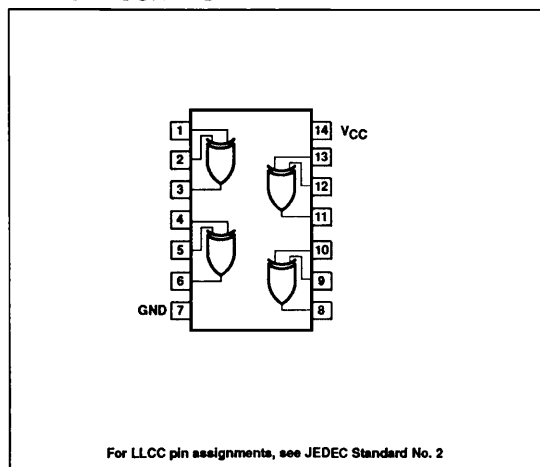 1 14 VCC
2 13
3 12
4 11
5 10
6 9
GND 7 8
For LLCC pin assignments, see JEDEC Standard No. 2